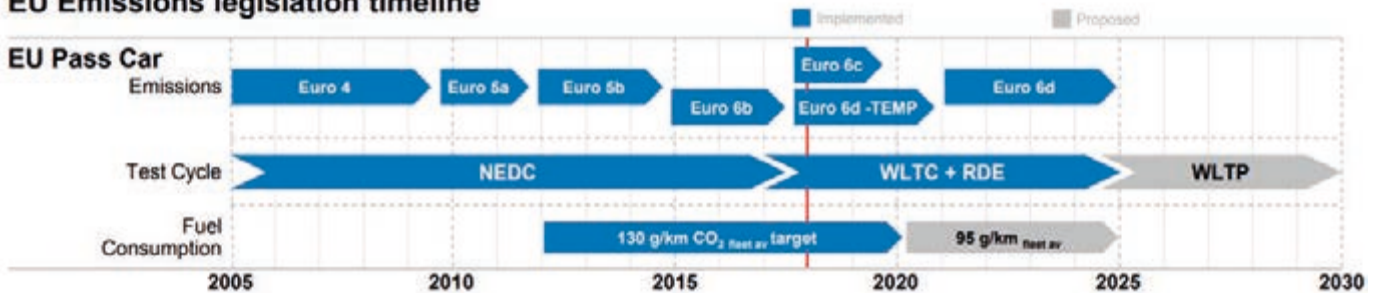 EU Emissions legislation timeline
Implemented Proposed
EU Pass Car
Emissions
Euro 4 Euro 5a Euro 5b Euro 6b Euro 6c Euro 6d -TEMP Euro 6d
Test Cycle NEDC WLTC + RDE WLTP
Fuel
Consumption
130 g/km CO2 fleet av target 95 g/km fleet av
2005 2010 2015 2020 2025 2030